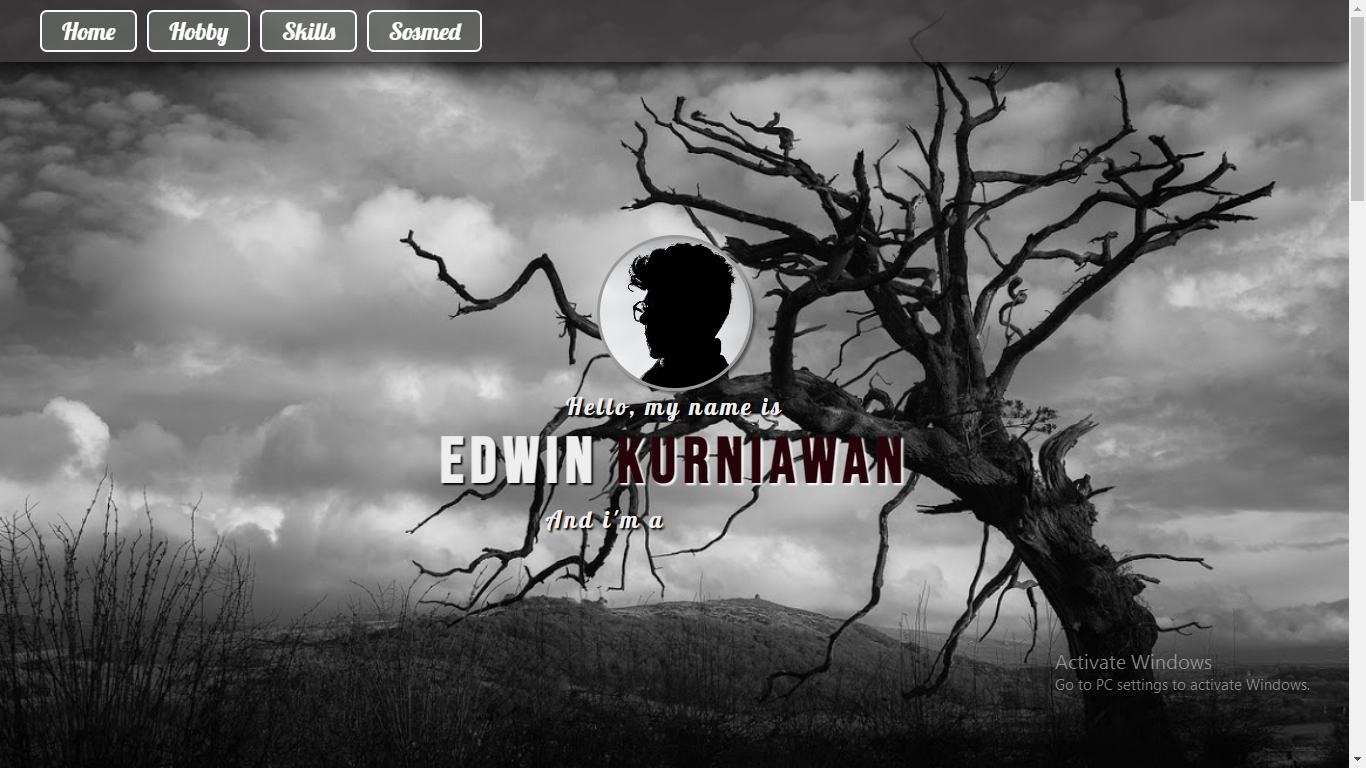 Home Hobby Skills Sosmed
Hello, my name is
EDWIN KURNIAWAN
And i'm a
Activate Windows
Go to PC settings to activate Windows.